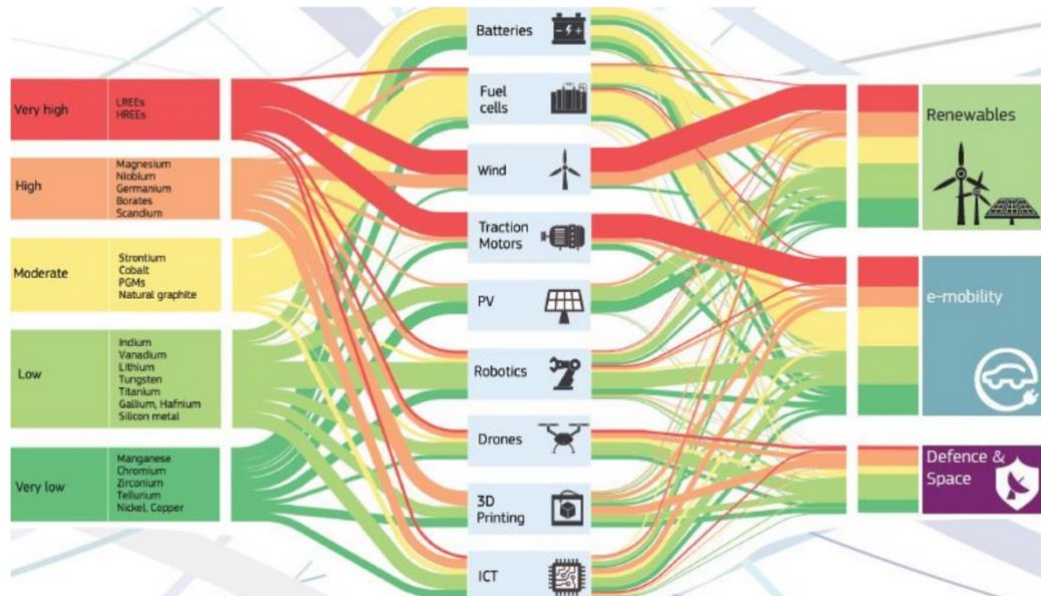 Very high
LREEs
HREEs
High
Magnesium
Niobium
Germanium
Borates
Scandium
Moderate
Strontium
Cobalt
PGMs
Natural graphite
Low
Indium
Vanadium
Lithium
Tungsten
Titanium
Gallium, Hafnium
Silicon metal
Very low
Manganese
Chromium
Zirconium
Tellurium
Nickel, Copper
Batteries
Fuel
cells
Wind
Traction
Motors
PV
Robotics
Drones
3D
Printing
ICT
Renewables
e-mobility
Defence &
Space